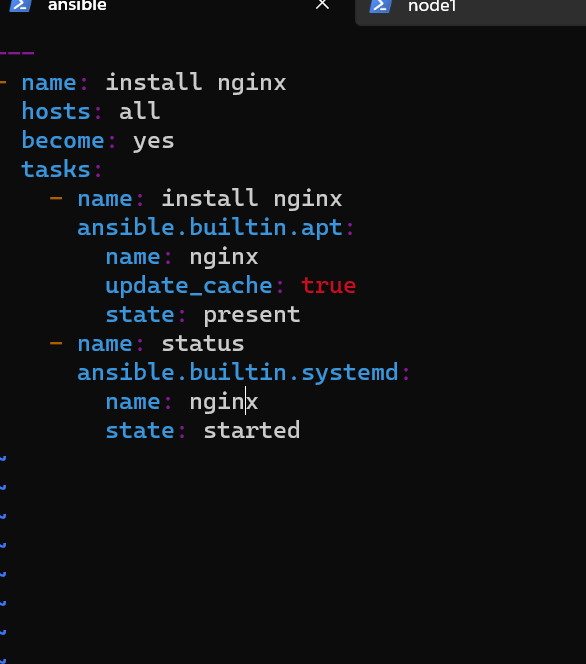 ansible
node1
---
- name: install nginx
  hosts: all
  become: yes
  tasks:
    - name: install nginx
      ansible.builtin.apt:
        name: nginx
        update_cache: true
        state: present
    - name: status
      ansible.builtin.systemd:
        name: nginx
        state: started
~
~
~
~
~
~
~
~